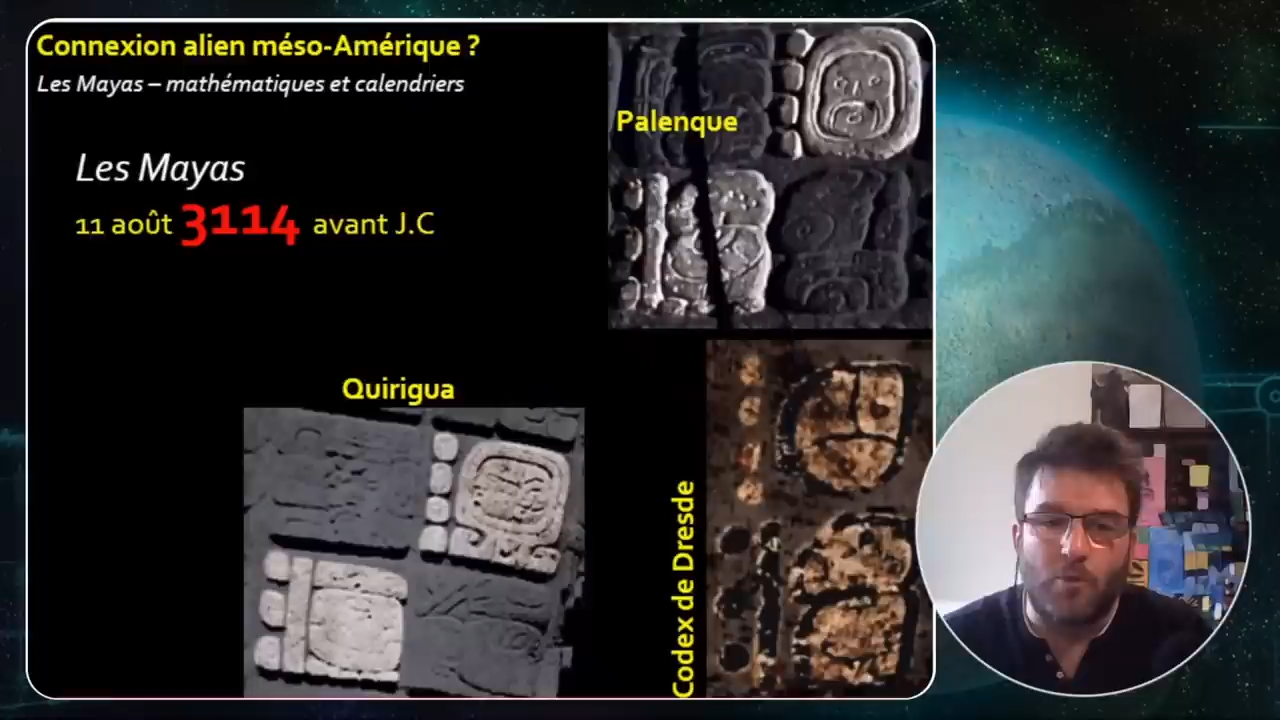 Connexion alien méso-Amérique ?
Les Mayas – mathématiques et calendriers
Les Mayas
11 août 3114 avant J.C
Palenque
Quirigua
Codex de Dresde